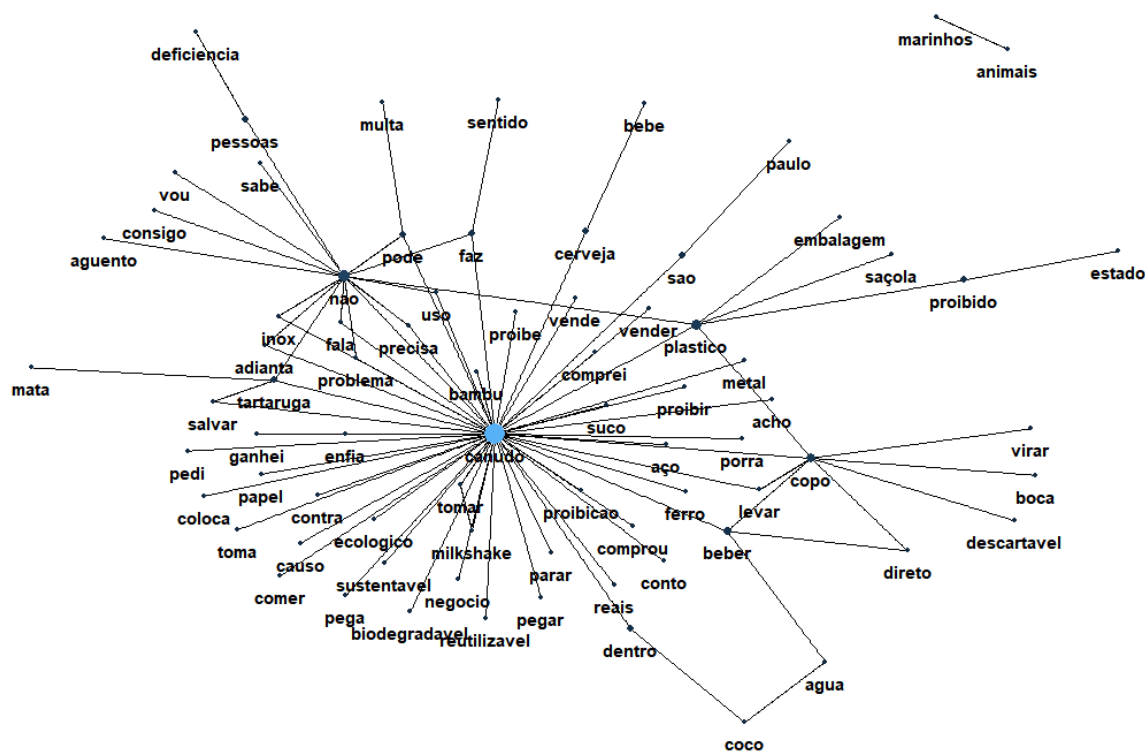 marinhos
deficiencia
animais
multa
sentido
bebe
pessoas
paulo
sabe
vou
consigo
embalagem
aguento
pode
faz
cerveja
saçola
estado
sao
proibido
não
uso
vende
vender
inox
fala
precisa
proibe
plastico
adianta
problema
comprei
metal
mata
bambu
tartaruga
proibir
acho
salvar
suco
ganhei
enfia
canudo
porra
virar
pedi
aço
copo
papel
boca
coloca
contra
tomar
proibicao
ferro
levar
toma
ecologico
milkshake
comprou
beber
descartavel
causo
direto
comer
sustentavel
parar
conto
pega
negocio
reais
biodegradavel
reutilizavel
pegar
dentro
agua
coco